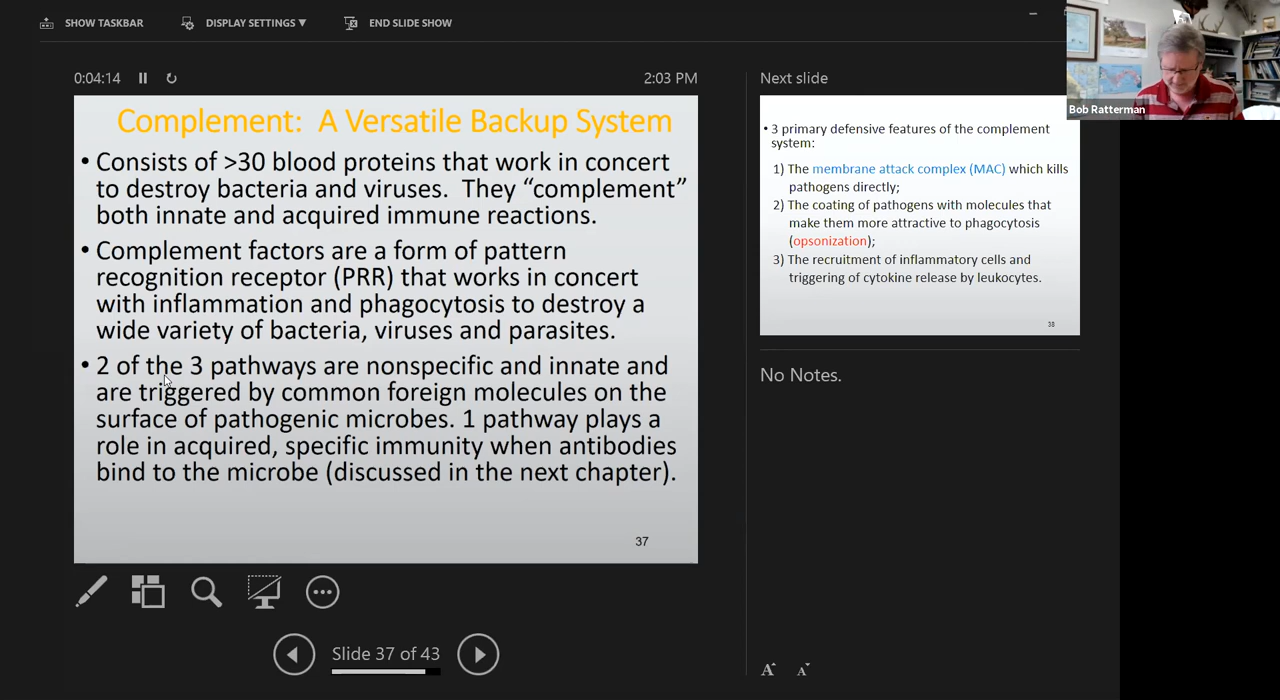 SHOW TASKBAR
DISPLAY SETTINGS ▼
END SLIDE SHOW
0:04:14
2:03 PM
Complement:  A Versatile Backup System
• Consists of >30 blood proteins that work in concert
to destroy bacteria and viruses.  They “complement”
both innate and acquired immune reactions.
• Complement factors are a form of pattern
recognition receptor (PRR) that works in concert
with inflammation and phagocytosis to destroy a
wide variety of bacteria, viruses and parasites.
• 2 of the 3 pathways are nonspecific and innate and
are triggered by common foreign molecules on the
surface of pathogenic microbes. 1 pathway plays a
role in acquired, specific immunity when antibodies
bind to the microbe (discussed in the next chapter).
37
Slide 37 of 43
Next slide
• 3 primary defensive features of the complement
system:
1) The membrane attack complex (MAC) which kills
pathogens directly;
2) The coating of pathogens with molecules that
make them more attractive to phagocytosis
(opsonization);
3) The recruitment of inflammatory cells and
triggering of cytokine release by leukocytes.
38
No Notes.
A A
Bob Ratterman